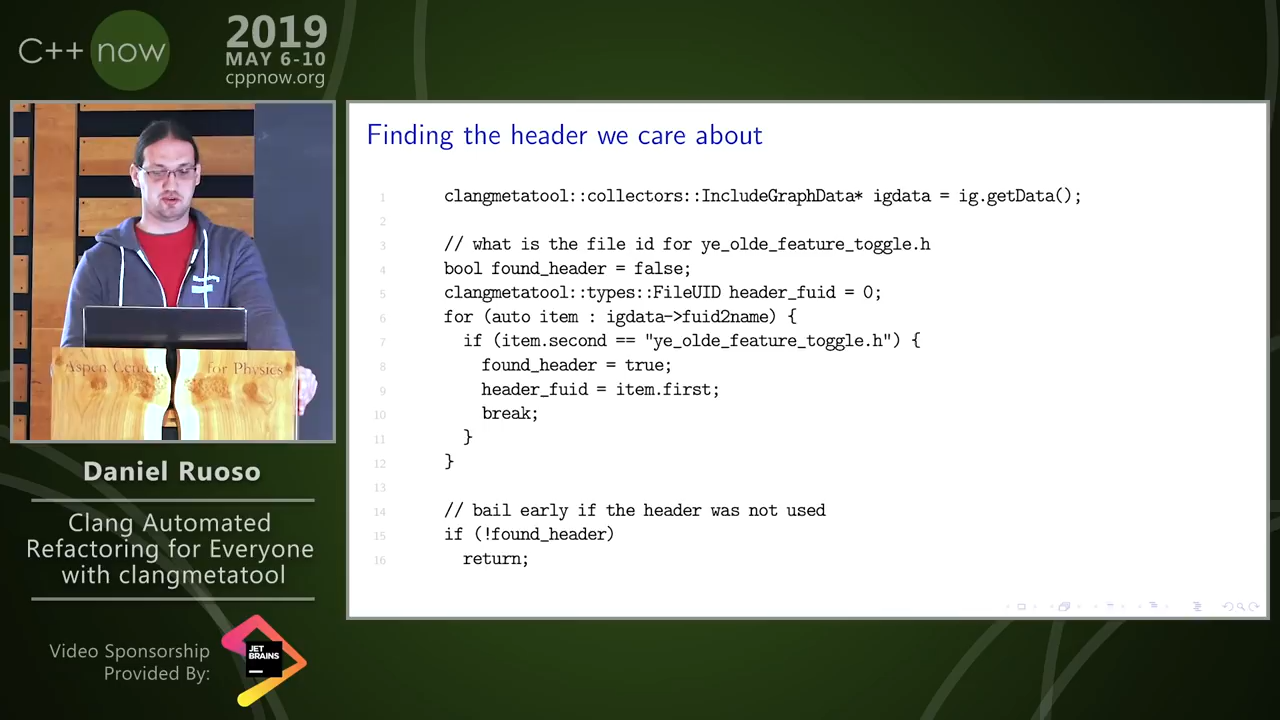 C++ now
2019
MAY 6-10
cppnow.org
Aspen Center for Physics
Daniel Ruoso
Clang Automated
Refactoring for Everyone
with clangmetatool
Video Sponsorship
Provided By:
JET
BRAINS
Finding the header we care about
1 clangmetatool::collectors::IncludeGraphData* igdata = ig.getData();
2
3 // what is the file id for ye_olde_feature_toggle.h
4 bool found_header = false;
5 clangmetatool::types::FileUID header_fuid = 0;
6 for (auto item : igdata->fuid2name) {
7 if (item.second == "ye_olde_feature_toggle.h") {
8 found_header = true;
9 header_fuid = item.first;
10 break;
11 }
12 }
13
14 // bail early if the header was not used
15 if (!found_header)
16 return;